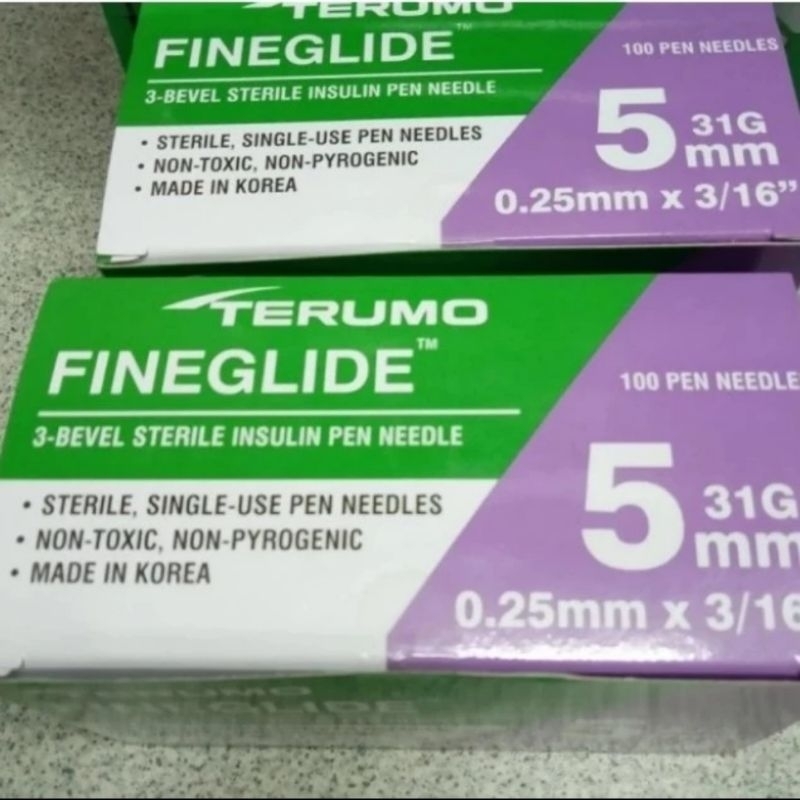 TERUMO
FINEGLIDE™
3-BEVEL STERILE INSULIN PEN NEEDLE
• STERILE, SINGLE-USE PEN NEEDLES
• NON-TOXIC, NON-PYROGENIC
• MADE IN KOREA
100 PEN NEEDLES
5 31G
mm
0.25mm x 3/16”
TERUMO
FINEGLIDE™
3-BEVEL STERILE INSULIN PEN NEEDLE
• STERILE, SINGLE-USE PEN NEEDLES
• NON-TOXIC, NON-PYROGENIC
• MADE IN KOREA
100 PEN NEEDLE
5 31G
mm
0.25mm x 3/16
TERUMO
FINEGLIDE